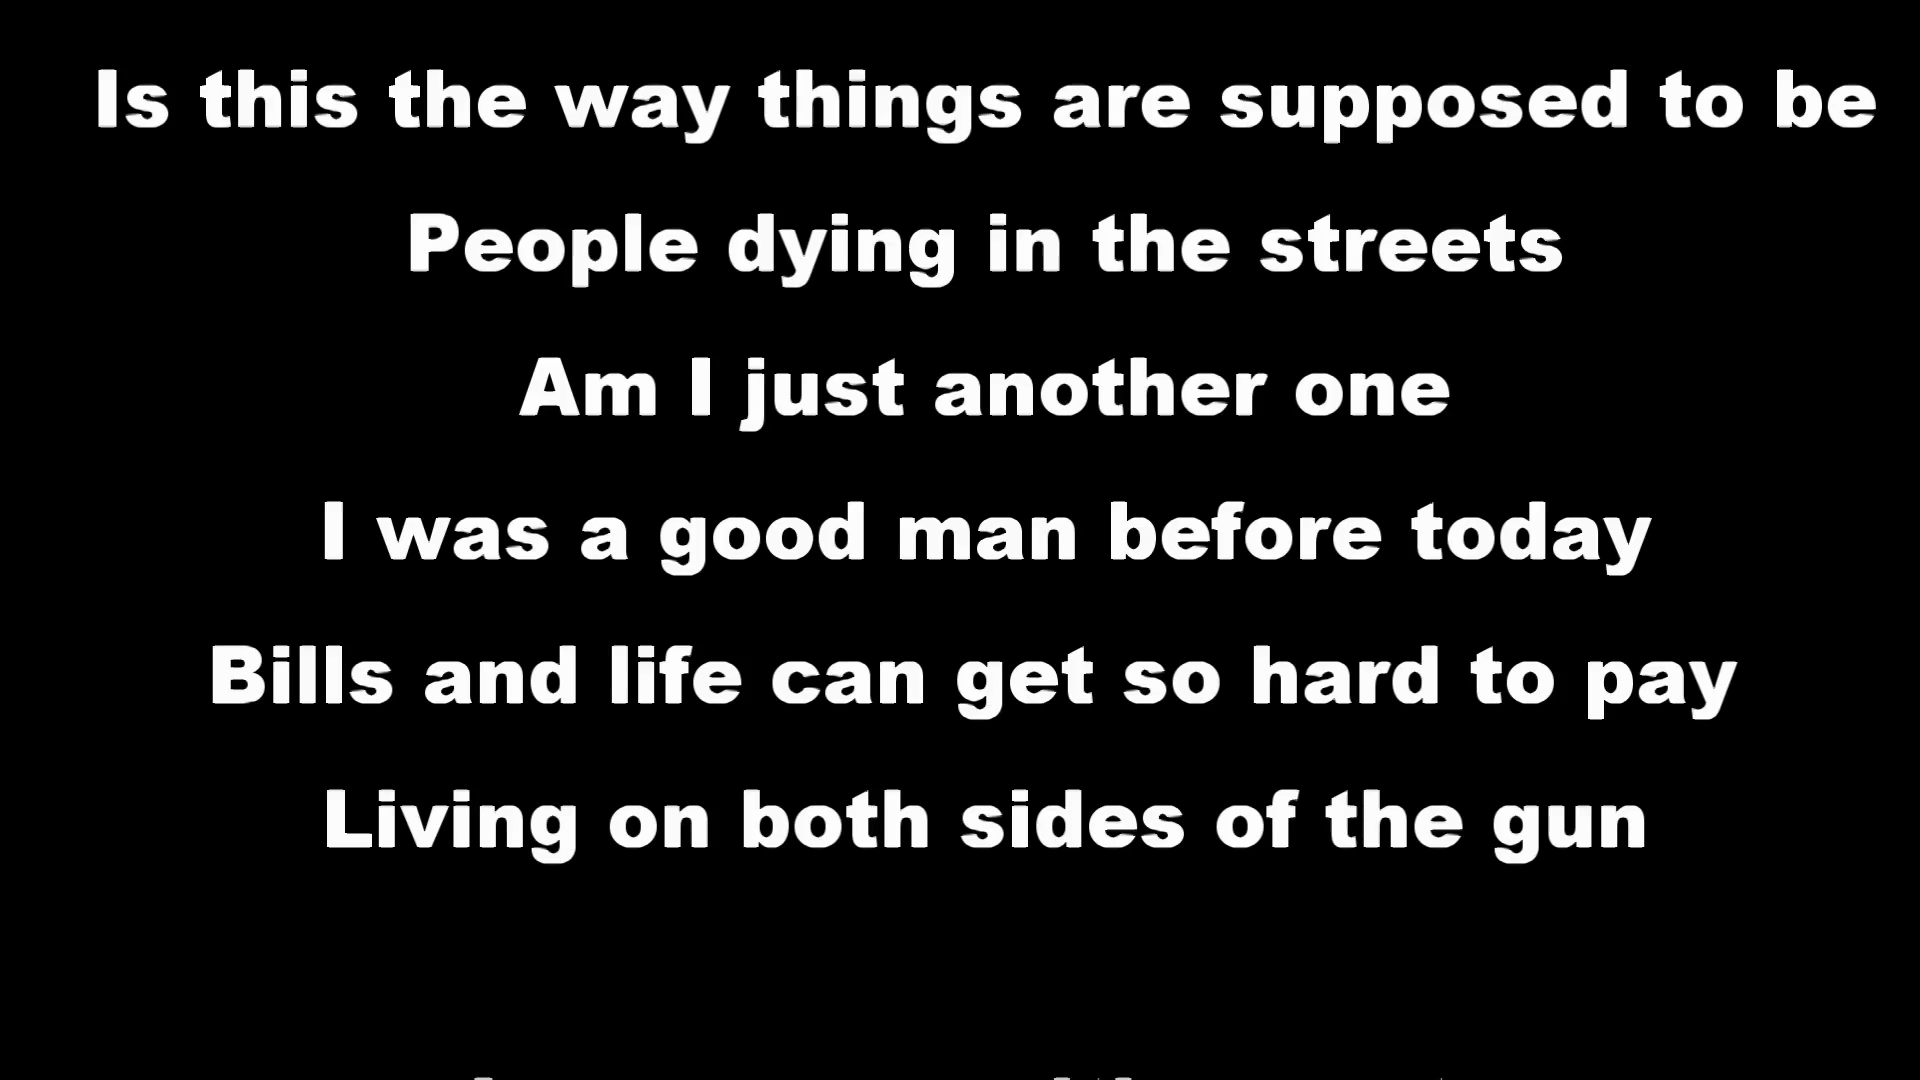 Is this the way things are supposed to be
People dying in the streets
Am I just another one
I was a good man before today
Bills and life can get so hard to pay
Living on both sides of the gun